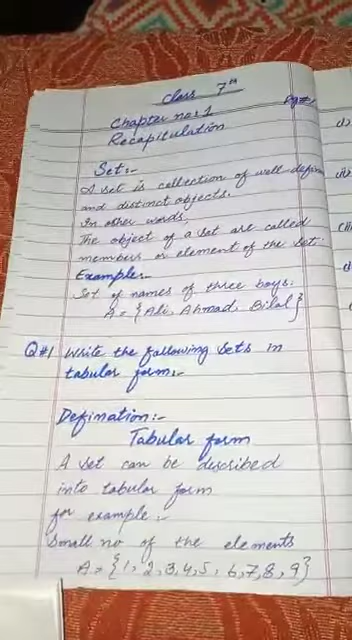 Class 7th
Chapter no: 1
Recapitulation
Set:-
A set is collection of well defin
and distinct objects.
In other words,
The object of a set are called
members or element of the set.
Example:-
Set of names of three boys.
A = {Ali, Ahmad, Bilal}
Q#1 Write the following Sets in
tabular form:-
Defination:-
Tabular form
A set can be described
into tabular form
for example:-
Small no of the elements
A = {1, 2, 3, 4, 5, 6, 7, 8, 9}